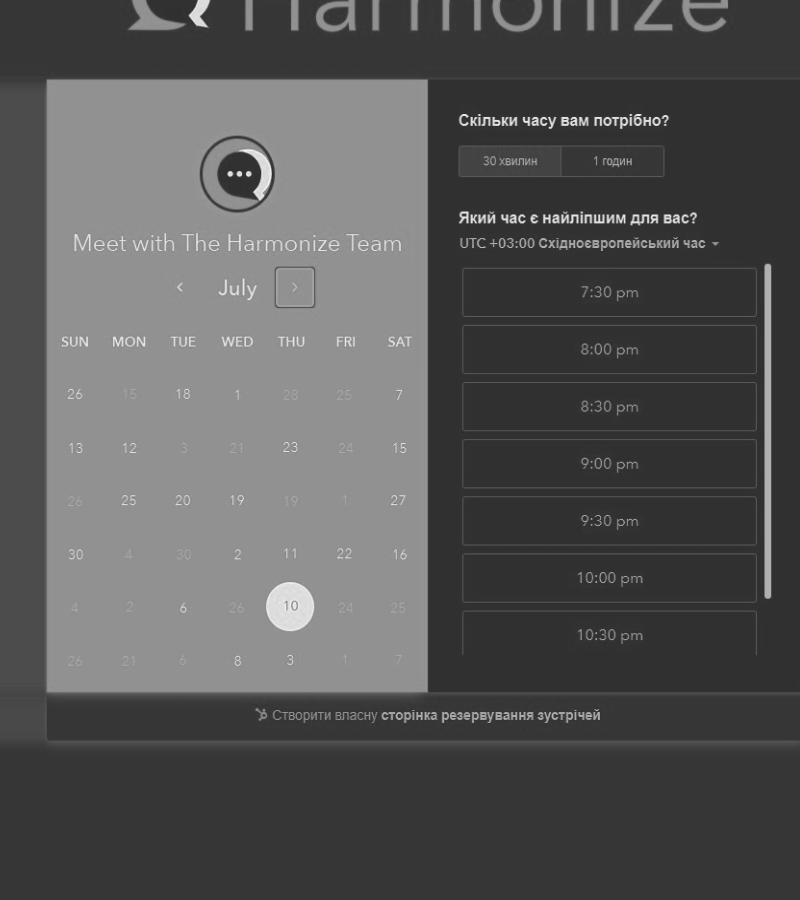 Harmonize
Meet with The Harmonize Team
July
SUN MON TUE WED THU FRI SAT
26 15 18 1 28 25 7
13 12 3 21 23 24 15
26 25 20 19 19 1 27
30 4 30 2 11 22 16
4 2 6 26 10 24 25
26 21 6 8 3 1 7
Скільки часу вам потрібно?
30 хвилин 1 годин
Який час є найліпшим для вас?
UTC +03:00 Східноєвропейський час
7:30 pm
8:00 pm
8:30 pm
9:00 pm
9:30 pm
10:00 pm
10:30 pm
Створити власну сторінка резервування зустрічей